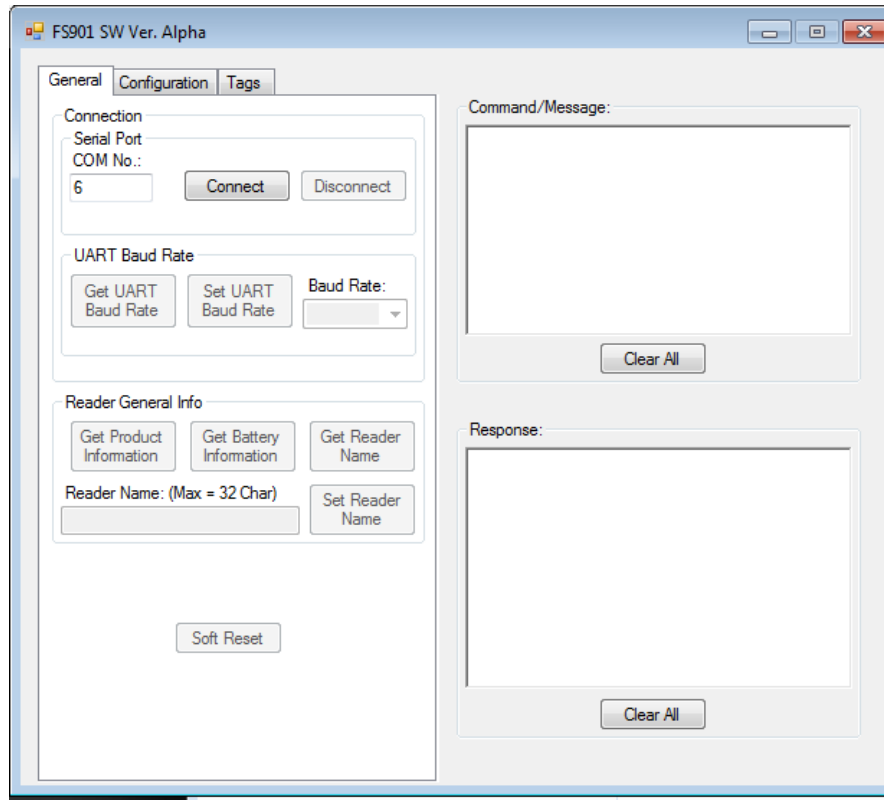 FS901 SW Ver. Alpha
General Configuration Tags
Connection
Serial Port
COM No.:
6
Connect
Disconnect
UART Baud Rate
Get UART
Baud Rate
Set UART
Baud Rate
Baud Rate:
Reader General Info
Get Product
Information
Get Battery
Information
Get Reader
Name
Reader Name: (Max = 32 Char)
Set Reader
Name
Soft Reset
Command/Message:
Clear All
Response:
Clear All